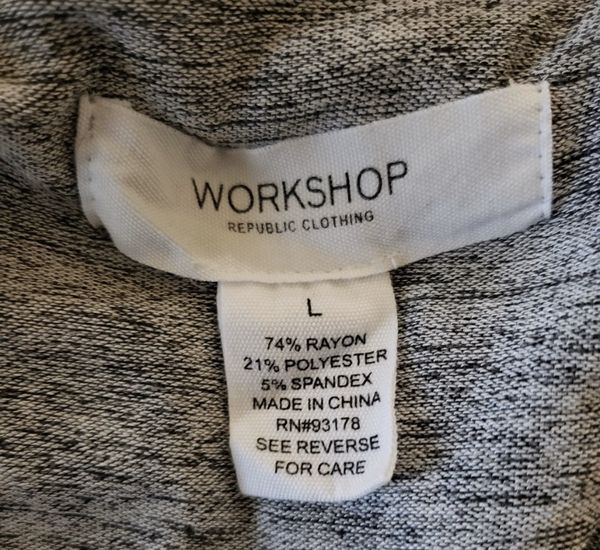 WORKSHOP
REPUBLIC CLOTHING
L
74% RAYON
21% POLYESTER
5% SPANDEX
MADE IN CHINA
RN#93178
SEE REVERSE
FOR CARE